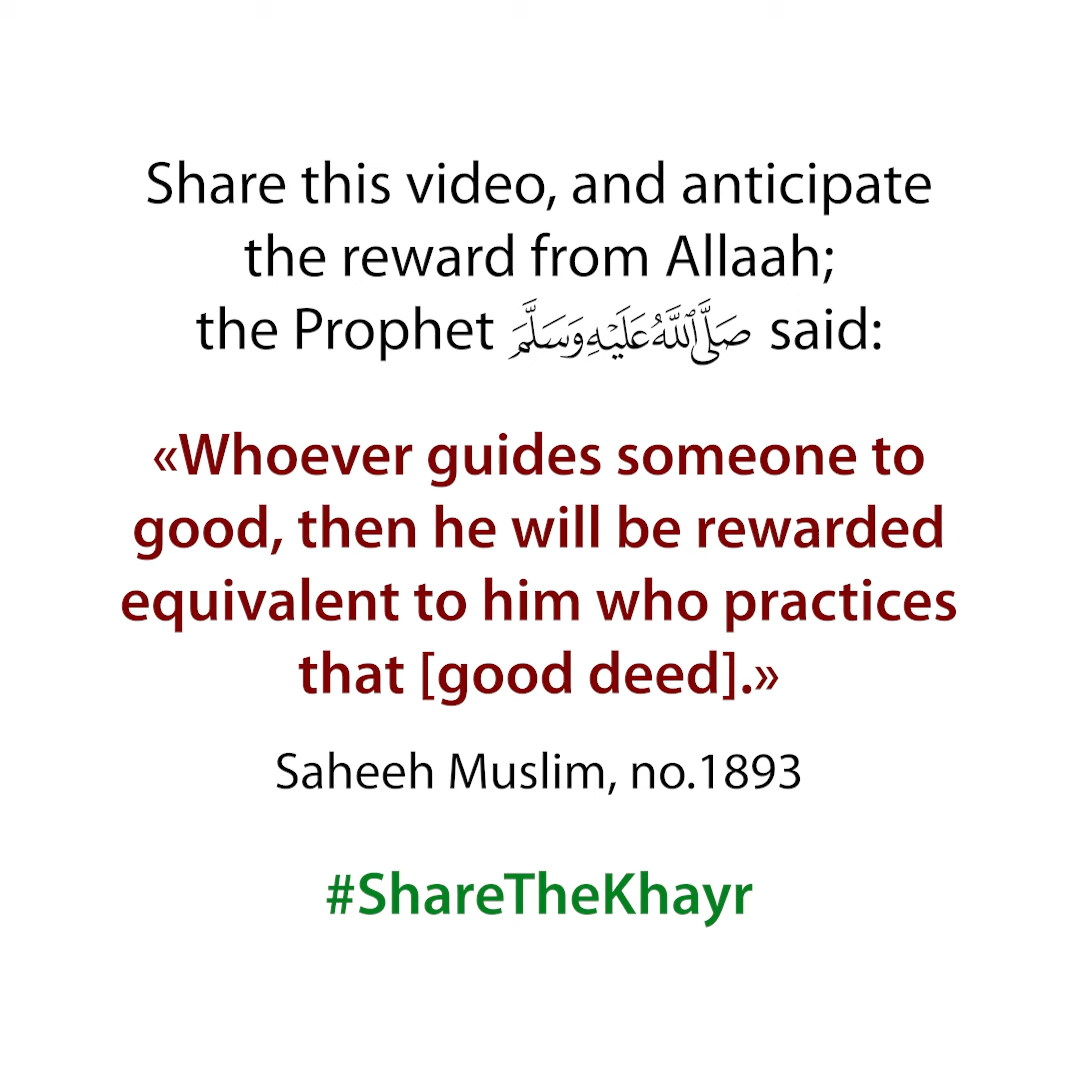 Share this video, and anticipate
the reward from Allaah;
the Prophet صَلَّى ٱللَّٰهُ عَلَيْهِ وَسَلَّمَ said:
«Whoever guides someone to
good, then he will be rewarded
equivalent to him who practices
that [good deed].»
Saheeh Muslim, no.1893
#ShareTheKhayr